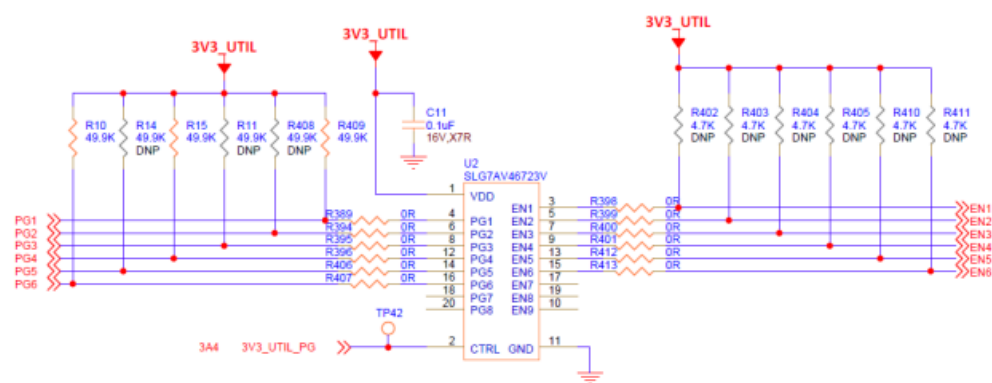 3V3_UTIL
3V3_UTIL
3V3_UTIL
R10
49.9K
R14
49.9K
DNP
R15
49.9K
R11
49.9K
DNP
R408
49.9K
DNP
R409
49.9K
C11
0.1uF
16V,X7R
R402
4.7K
DNP
R403
4.7K
DNP
R404
4.7K
DNP
R405
4.7K
DNP
R410
4.7K
DNP
R411
4.7K
DNP
U2
SLG7AV46723V
PG1
PG2
PG3
PG4
PG5
PG6
R389 0R
R394 0R
R395 0R
R396 0R
R406 0R
R407 0R
1 VDD
4 PG1
6 PG2
8 PG3
12 PG4
14 PG5
16 PG6
18 PG7
20 PG8
2 CTRL
EN1 3
EN2 5
EN3 7
EN4 9
EN5 13
EN6 15
EN7 17
EN8 19
EN9 10
GND 11
R398 0R
R399 0R
R400 0R
R401 0R
R412 0R
R413 0R
EN1
EN2
EN3
EN4
EN5
EN6
TP42
3A4 3V3_UTIL_PG